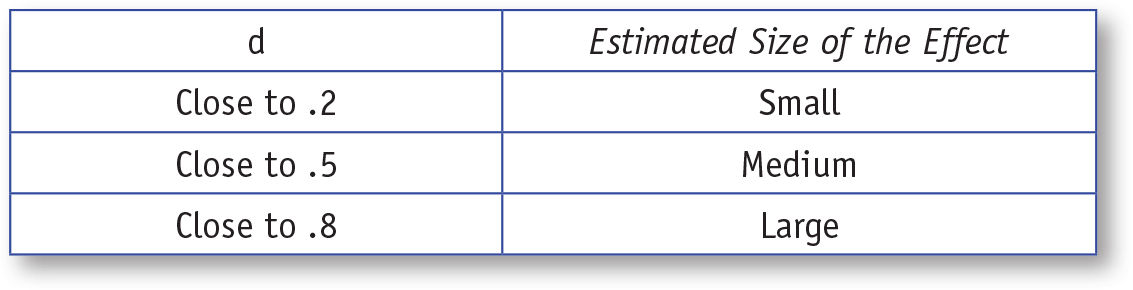 d Estimated Size of the Effect
Close to .2 Small
Close to .5 Medium
Close to .8 Large